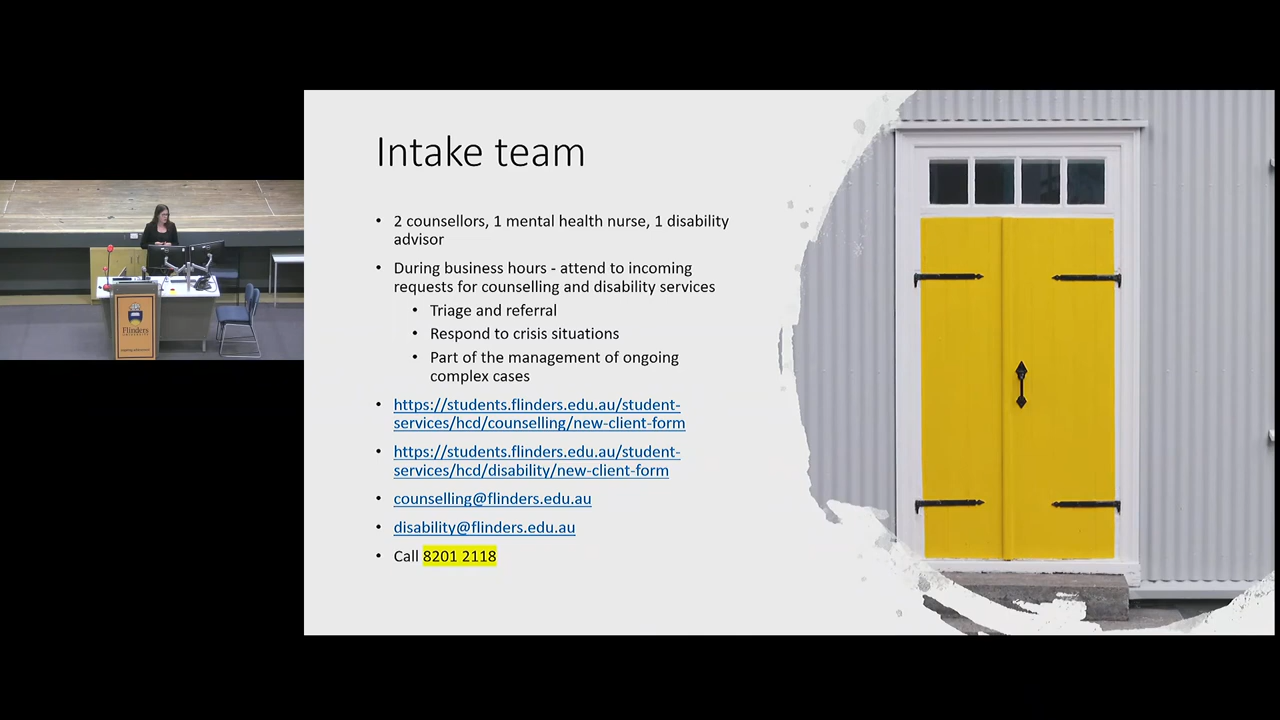 Intake team
• 2 counsellors, 1 mental health nurse, 1 disability
advisor
• During business hours - attend to incoming
requests for counselling and disability services
• Triage and referral
• Respond to crisis situations
• Part of the management of ongoing
complex cases
• https://students.flinders.edu.au/student-
services/hcd/counselling/new-client-form
• https://students.flinders.edu.au/student-
services/hcd/disability/new-client-form
• counselling@flinders.edu.au
• disability@flinders.edu.au
• Call 8201 2118
Flinders